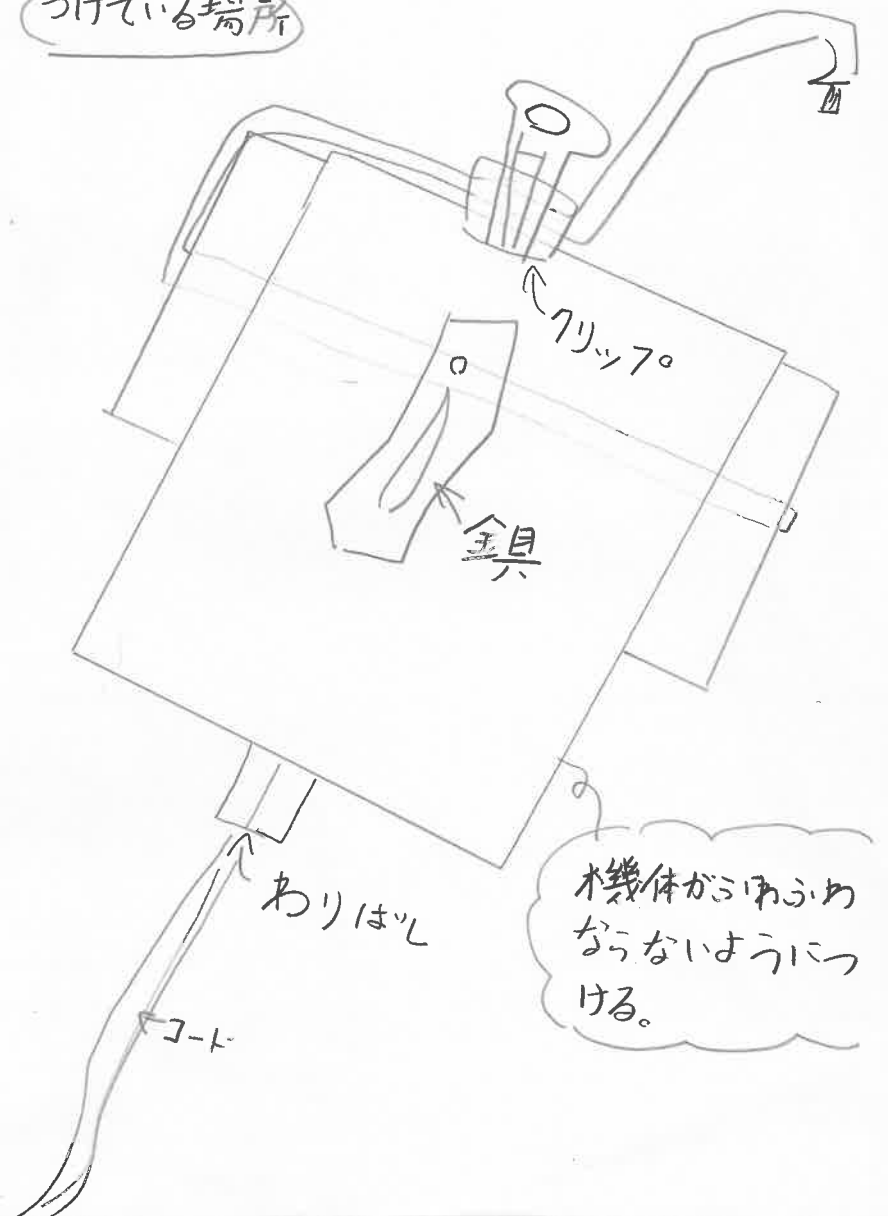 つけている場所
クリップ
金具
わりばし
コード
機体がふわふわ
ならないようにつ
ける。